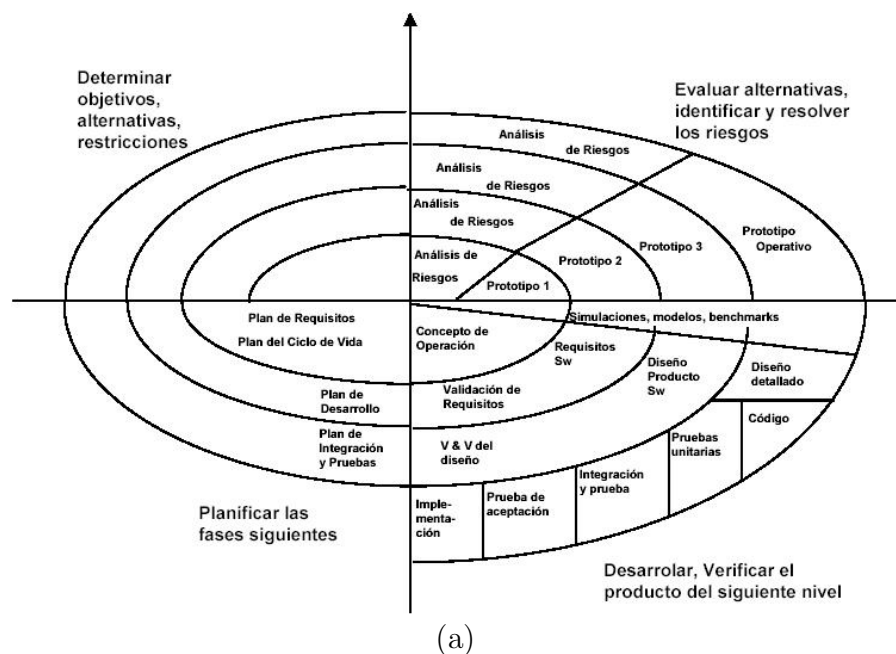 Determinar
objetivos,
alternativas,
restricciones
Evaluar alternativas,
identificar y resolver
los riesgos
Análisis
de Riesgos
Análisis
de Riesgos
Análisis
de Riesgos
Análisis de
Riesgos
Prototipo 1
Prototipo 2
Prototipo 3
Prototipo
Operativo
Simulaciones, modelos, benchmarks
Plan de Requisitos
Plan del Ciclo de Vida
Concepto de
Operación
Requisitos
Sw
Diseño
Producto
Sw
Diseño
detallado
Plan de
Desarrollo
Validación de
Requisitos
Código
Plan de
Integración
y Pruebas
V & V del
diseño
Pruebas
unitarias
Integración
y prueba
Prueba de
aceptación
Imple-
menta-
ción
Planificar las
fases siguientes
Desarrolar, Verificar el
producto del siguiente nivel
(a)